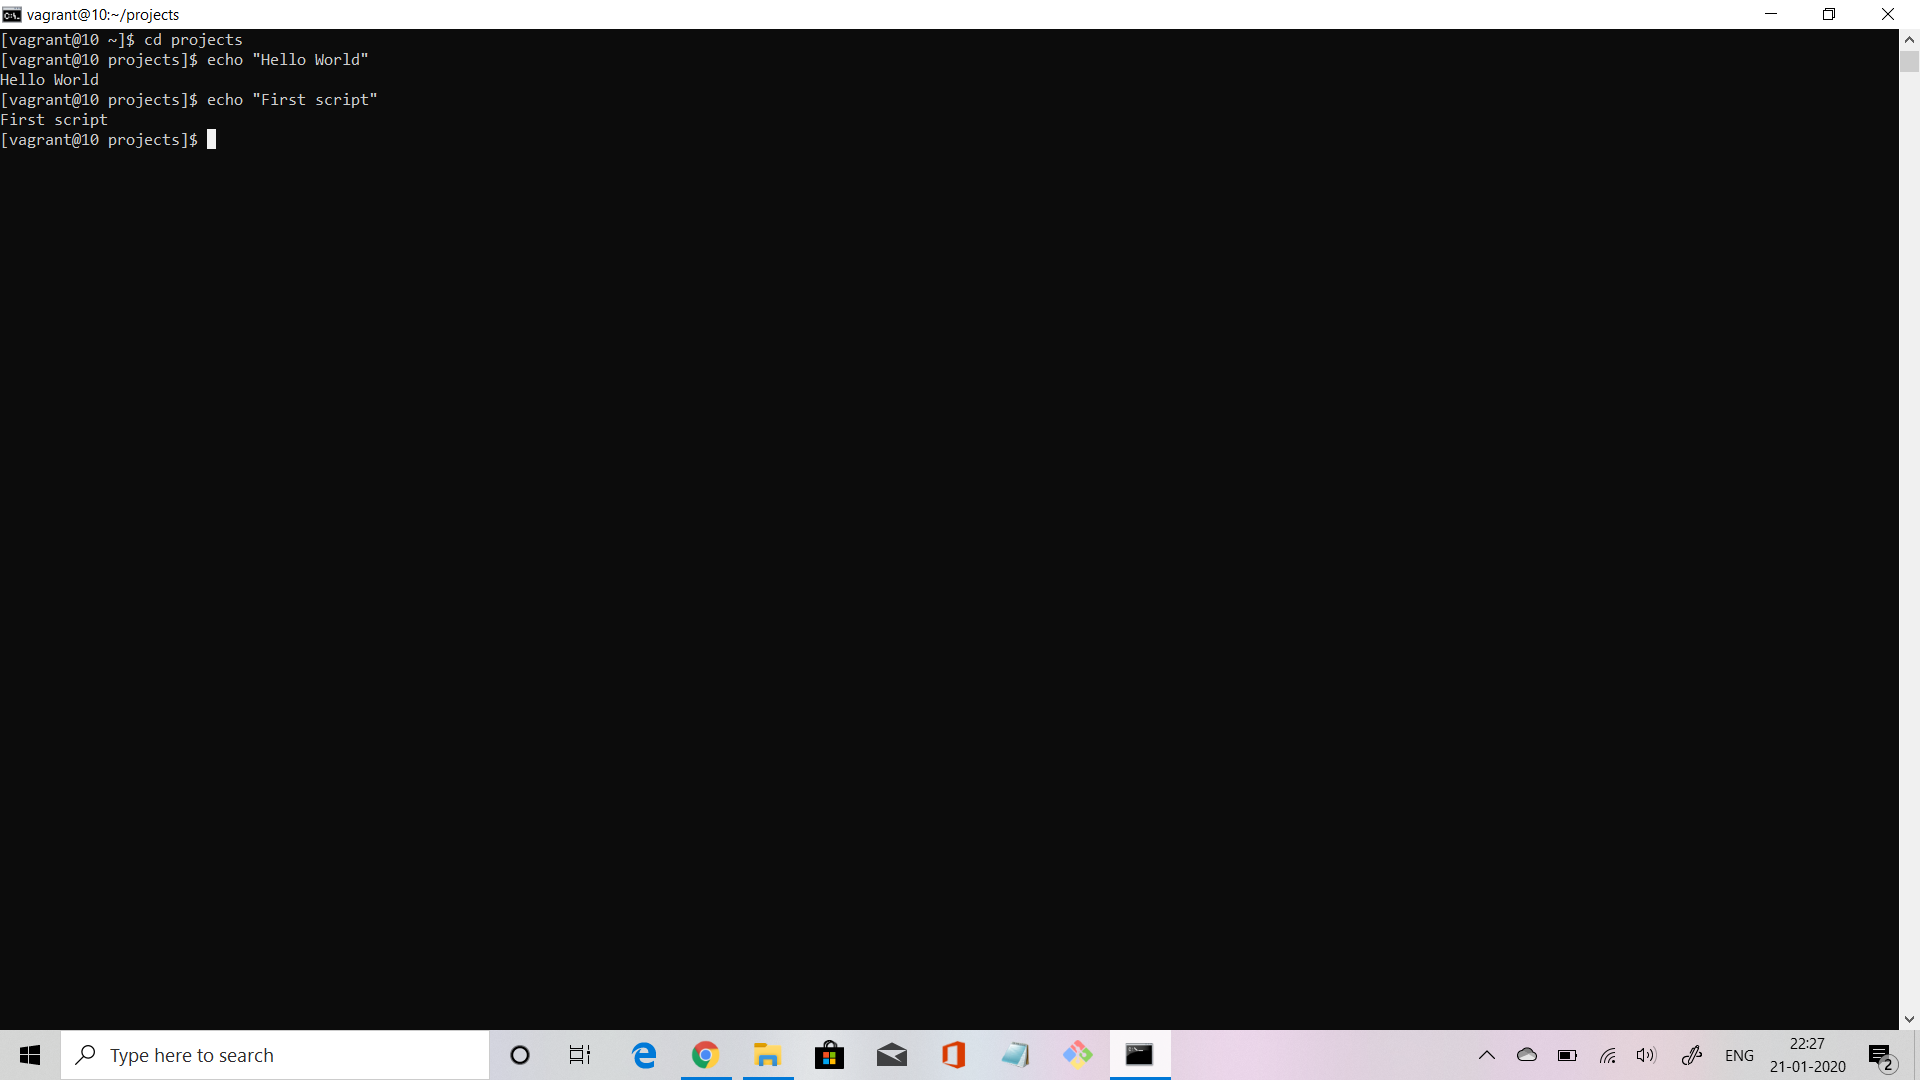 vagrant@10:~/projects
[vagrant@10 ~]$ cd projects
[vagrant@10 projects]$ echo "Hello World"
Hello World
[vagrant@10 projects]$ echo "First script"
First script
[vagrant@10 projects]$
Type here to search
ENG
22:27
21-01-2020
2